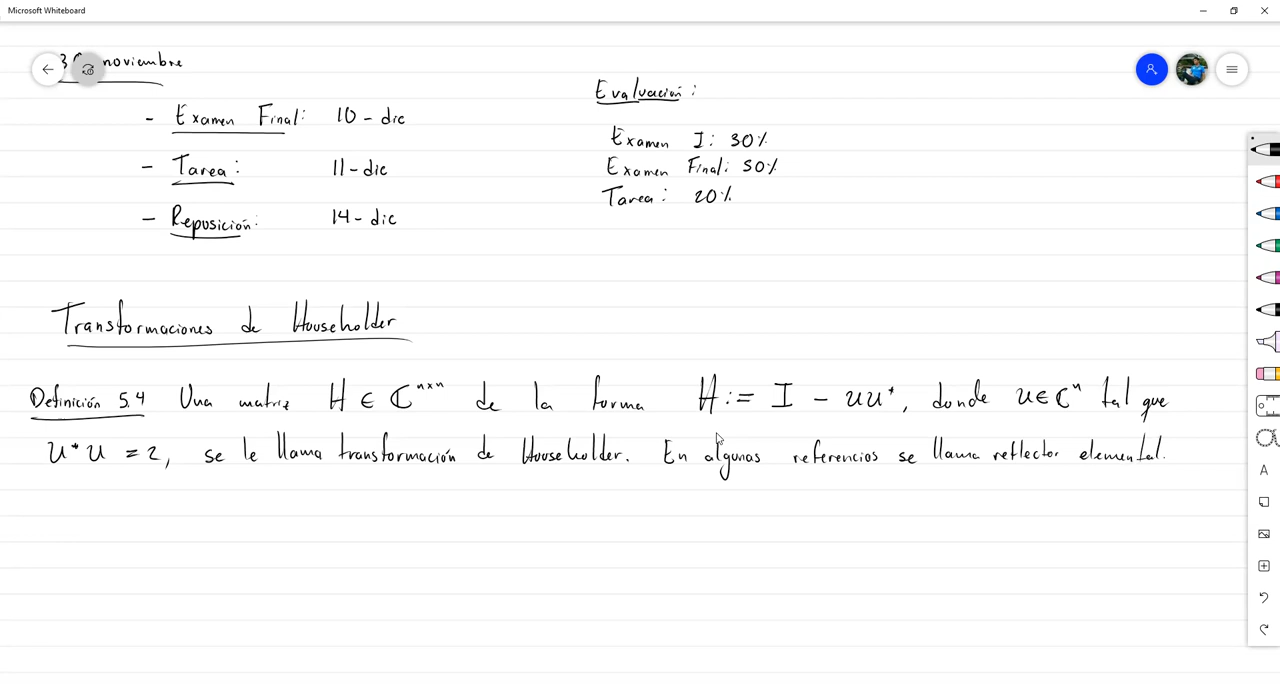 Microsoft Whiteboard
noviembre
- Examen Final: 10 - dic
- Tarea: 11 - dic
- Reposición: 14 - dic
Evaluación:
Examen I: 30%
Examen Final: 50%
Tarea: 20%
Transformaciones de Householder
Definición 5.4 Una matriz H ∈ ℂⁿˣⁿ de la forma H := I - uu*, donde u ∈ ℂⁿ tal que
u*u = 2, se le llama transformación de Householder. En algunas referencias se llama reflector elemental.
A